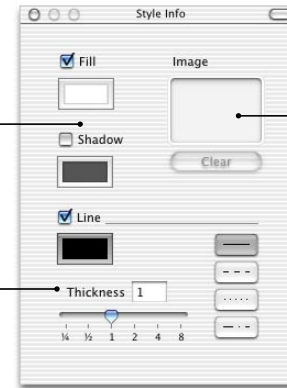 Style Info
Fill
Image
Shadow
Clear
Line
Thickness 1
¼ ½ 1 2 4 8